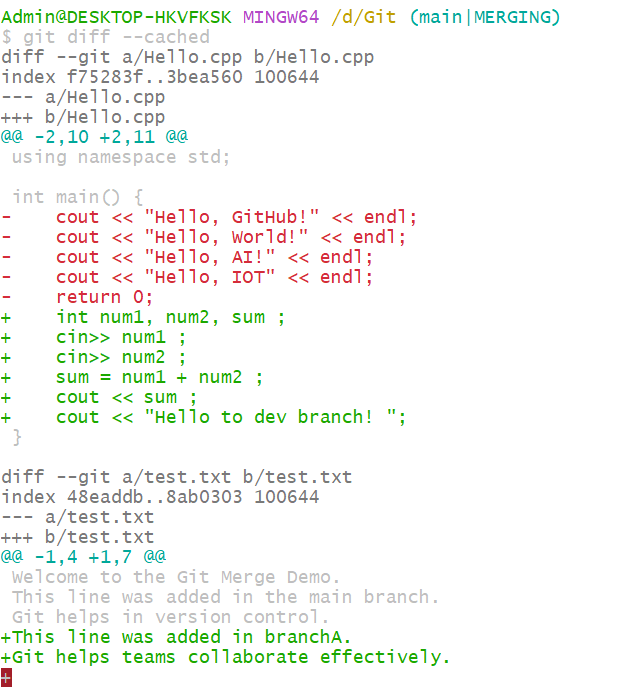 Admin@DESKTOP-HKVFKSK MINGW64 /d/Git (main|MERGING)
$ git diff --cached
diff --git a/Hello.cpp b/Hello.cpp
index f75283f..3bea560 100644
--- a/Hello.cpp
+++ b/Hello.cpp
@@ -2,10 +2,11 @@
 using namespace std;

 int main() {
-    cout << "Hello, GitHub!" << endl;
-    cout << "Hello, World!" << endl;
-    cout << "Hello, AI!" << endl;
-    cout << "Hello, IOT" << endl;
-    return 0;
+    int num1, num2, sum ;
+    cin>> num1 ;
+    cin>> num2 ;
+    sum = num1 + num2 ;
+    cout << sum ;
+    cout << "Hello to dev branch! ";
 }

diff --git a/test.txt b/test.txt
index 48eaddb..8ab0303 100644
--- a/test.txt
+++ b/test.txt
@@ -1,4 +1,7 @@
 Welcome to the Git Merge Demo.
 This line was added in the main branch.
 Git helps in version control.
+This line was added in branchA.
+Git helps teams collaborate effectively.
+